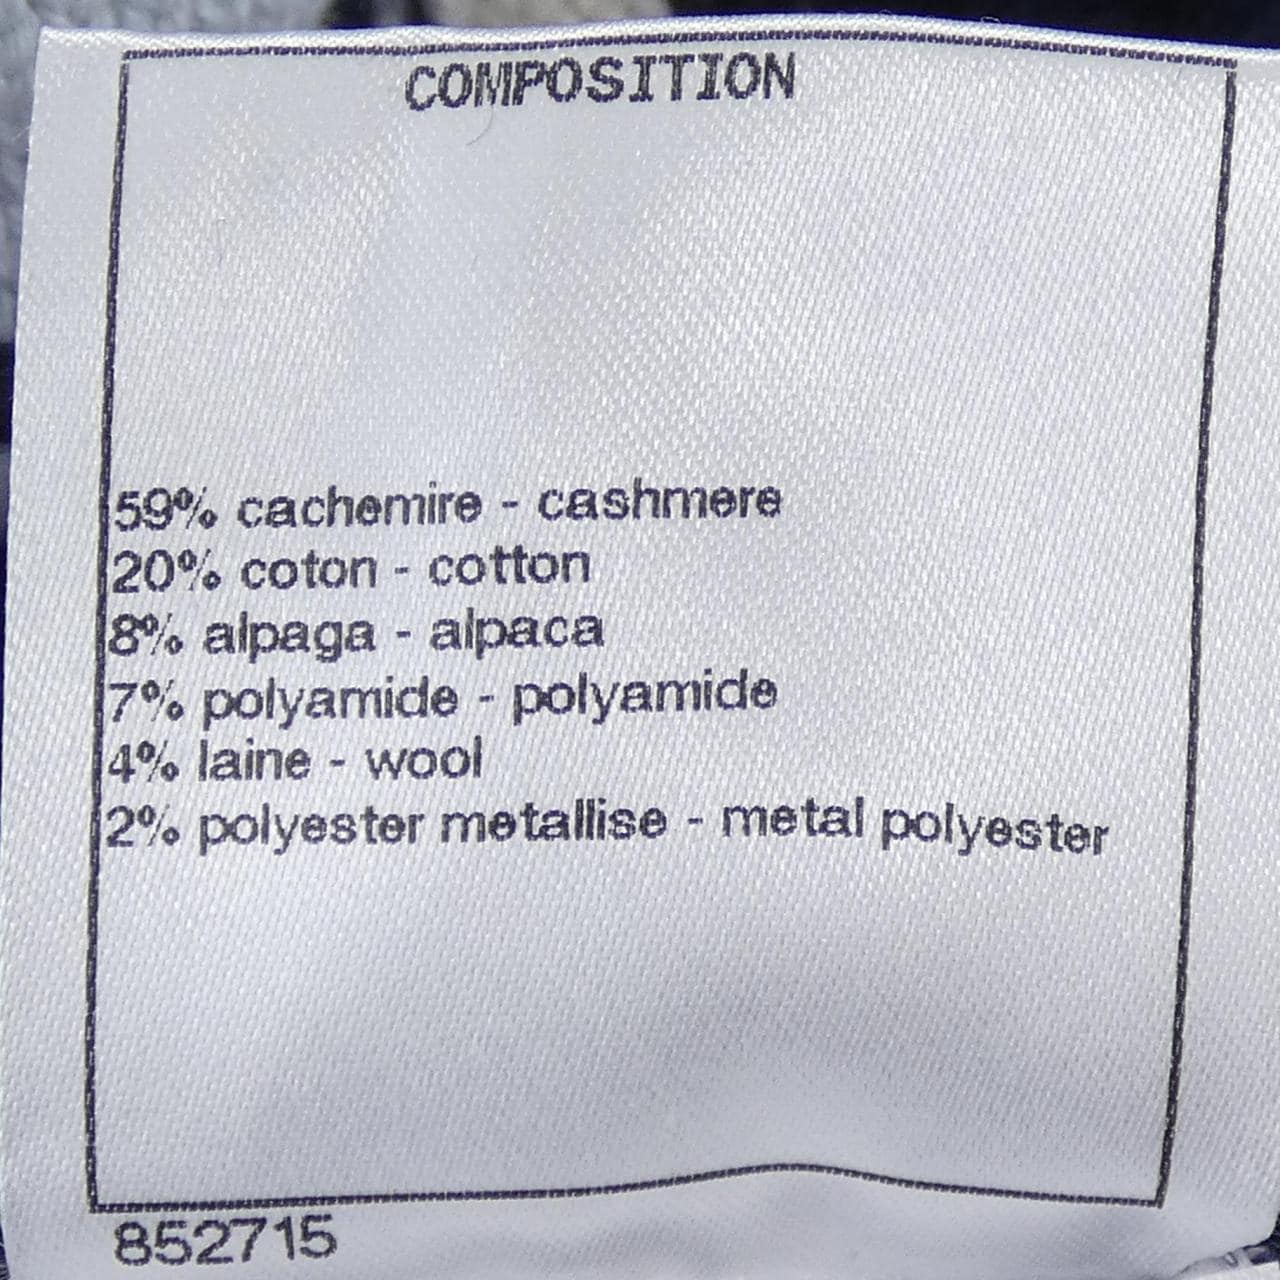 COMPOSITION
59% cachemire - cashmere
20% coton - cotton
8% alpaga - alpaca
7% polyamide - polyamide
4% laine - wool
2% polyester metallise - metal polyester
852715